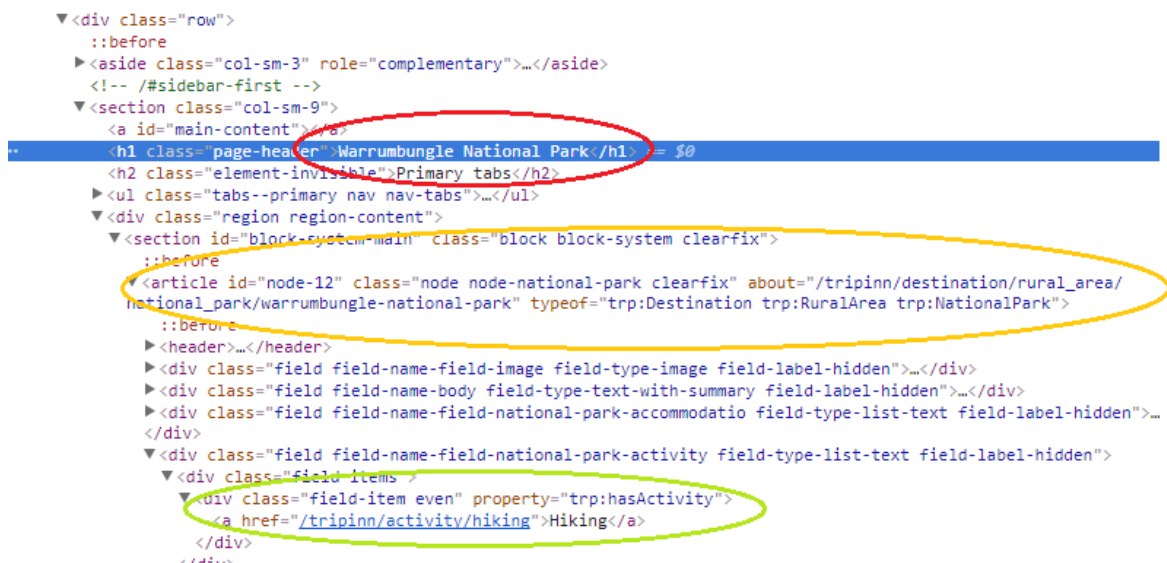 ▼<div class="row">
::before
▶<aside class="col-sm-3" role="complementary">…</aside>
<!-- /#sidebar-first -->
▼<section class="col-sm-9">
<a id="main-content"></a>
<h1 class="page-header">Warrumbungle National Park</h1> == $0
<h2 class="element-invisible">Primary tabs</h2>
▶<ul class="tabs--primary nav nav-tabs">…</ul>
▼<div class="region region-content">
▼<section id="block-system-main" class="block block-system clearfix">
::before
▼<article id="node-12" class="node node-national-park clearfix" about="/tripinn/destination/rural_area/
national_park/warrumbungle-national-park" typeof="trp:Destination trp:RuralArea trp:NationalPark">
::before
▶<header>…</header>
▶<div class="field field-name-field-image field-type-image field-label-hidden">…</div>
▶<div class="field field-name-body field-type-text-with-summary field-label-hidden">…</div>
▶<div class="field field-name-field-national-park-accommodatio field-type-list-text field-label-hidden">…
</div>
▼<div class="field field-name-field-national-park-activity field-type-list-text field-label-hidden">
▼<div class="field-items">
▼<div class="field-item even" property="trp:hasActivity">
<a href="/tripinn/activity/hiking">Hiking</a>
</div>
</div>